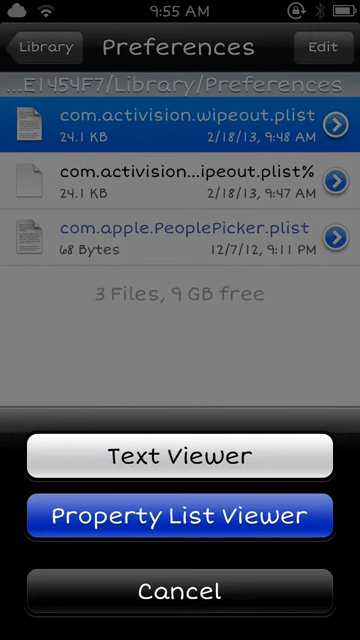 9:55 AM
Library
Preferences
Edit
...E1454F7/Library/Preferences
com.activision.wipeout.plist
24.1 KB
2/18/13, 9:48 AM
com.activision...ipeout.plist%
24.1 KB
2/18/13, 9:47 AM
com.apple.PeoplePicker.plist
68 Bytes
12/7/12, 9:11 PM
3 Files, 9 GB free
Text Viewer
Property List Viewer
Cancel